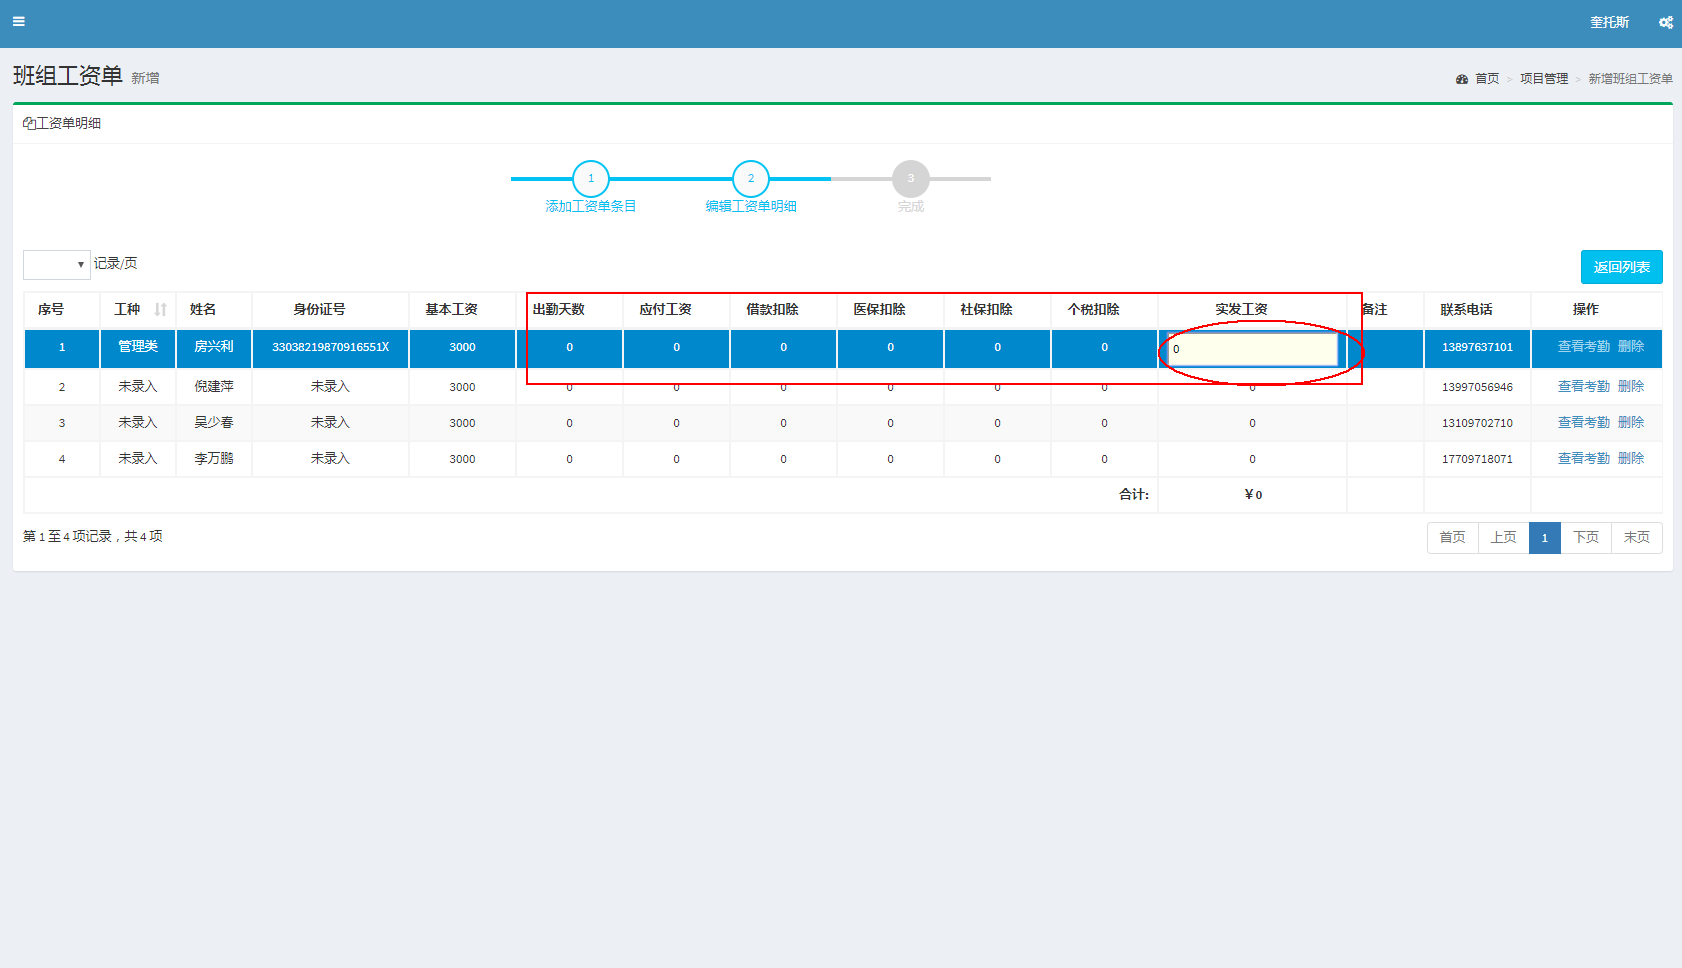 奎托斯
班组工资单 新增
首页 > 项目管理 > 新增班组工资单
工资单明细
1 2 3
添加工资单条目 编辑工资单明细 完成
记录/页 返回列表
序号 工种 姓名 身份证号 基本工资 出勤天数 应付工资 借款扣除 医保扣除 社保扣除 个税扣除 实发工资 备注 联系电话 操作
1 管理类 房兴利 33038219870916551X 3000 0 0 0 0 0 0 0 13897637101 查看考勤 删除
2 未录入 倪建萍 未录入 3000 0 0 0 0 0 0 0 13997056946 查看考勤 删除
3 未录入 吴少春 未录入 3000 0 0 0 0 0 0 0 13109702710 查看考勤 删除
4 未录入 李万鹏 未录入 3000 0 0 0 0 0 0 0 17709718071 查看考勤 删除
合计: ￥0
第 1 至 4 项记录，共 4 项 首页 上页 1 下页 末页